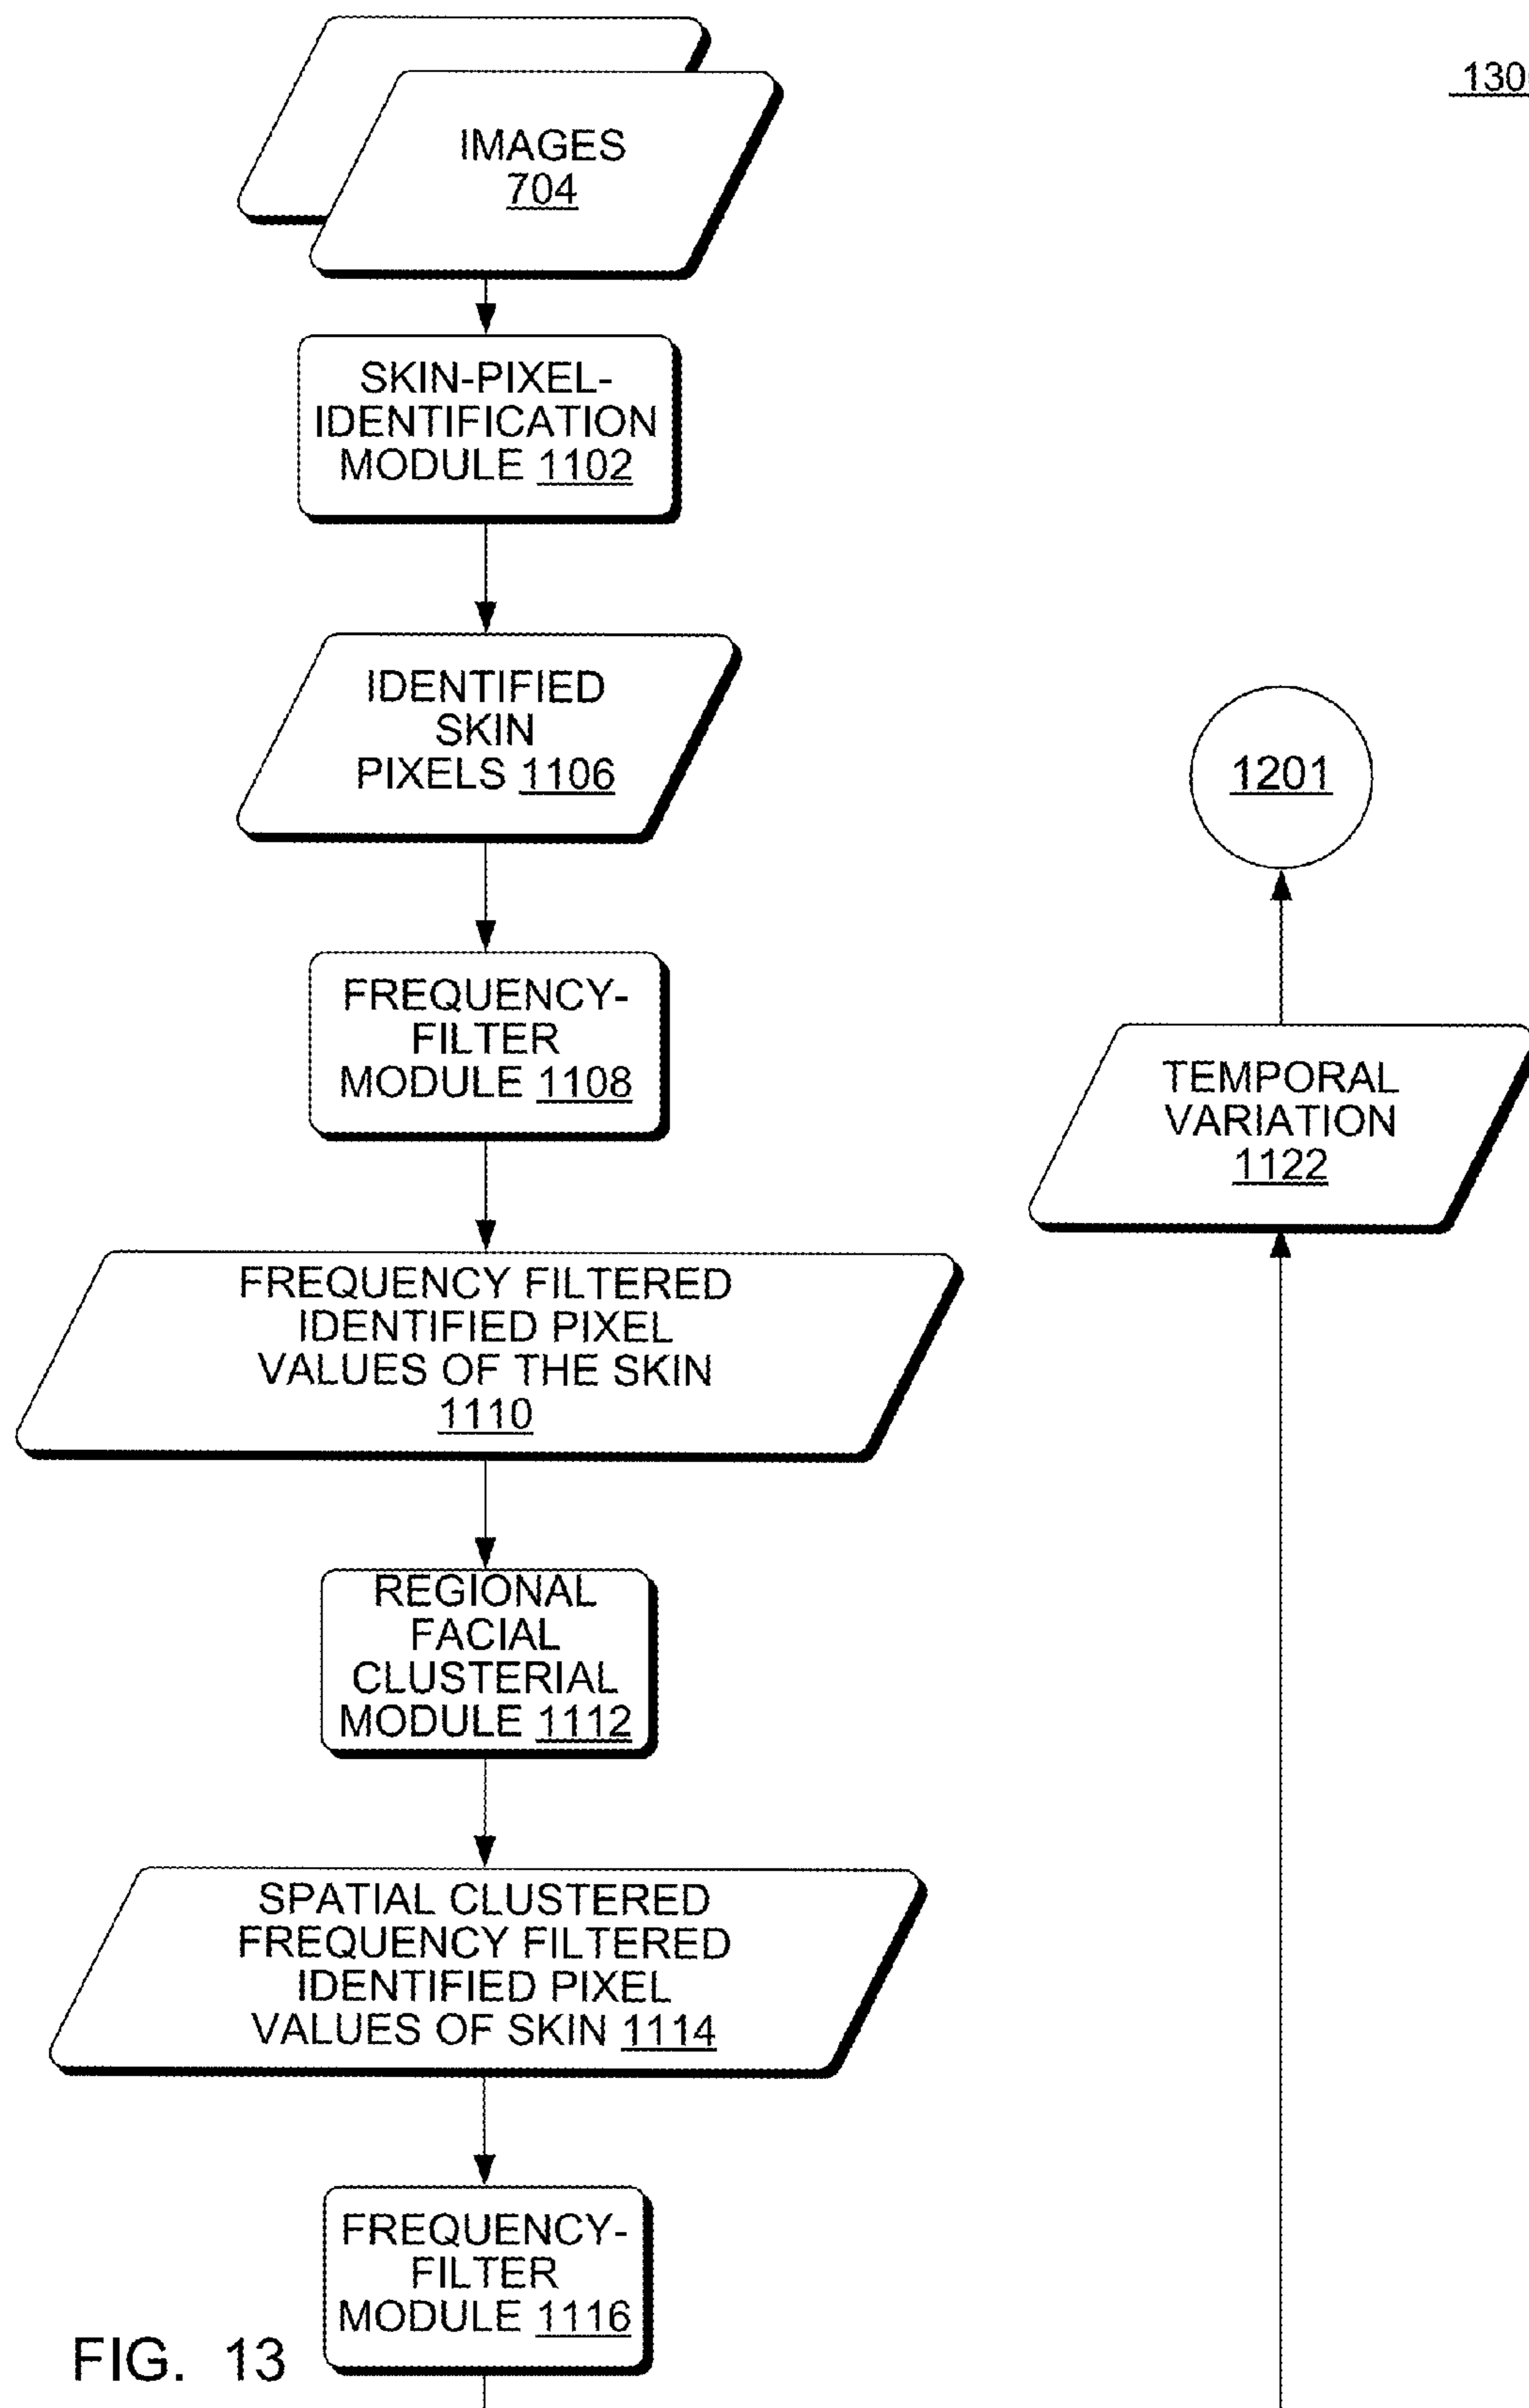 130
IMAGES
704
SKIN-PIXEL-
IDENTIFICATION
MODULE 1102
IDENTIFIED
SKIN
PIXELS 1106
FREQUENCY-
FILTER
MODULE 1108
FREQUENCY FILTERED
IDENTIFIED PIXEL
VALUES OF THE SKIN
1110
REGIONAL
FACIAL
CLUSTERIAL
MODULE 1112
SPATIAL CLUSTERED
FREQUENCY FILTERED
IDENTIFIED PIXEL
VALUES OF SKIN 1114
FREQUENCY-
FILTER
MODULE 1116
1201
TEMPORAL
VARIATION
1122
FIG. 13